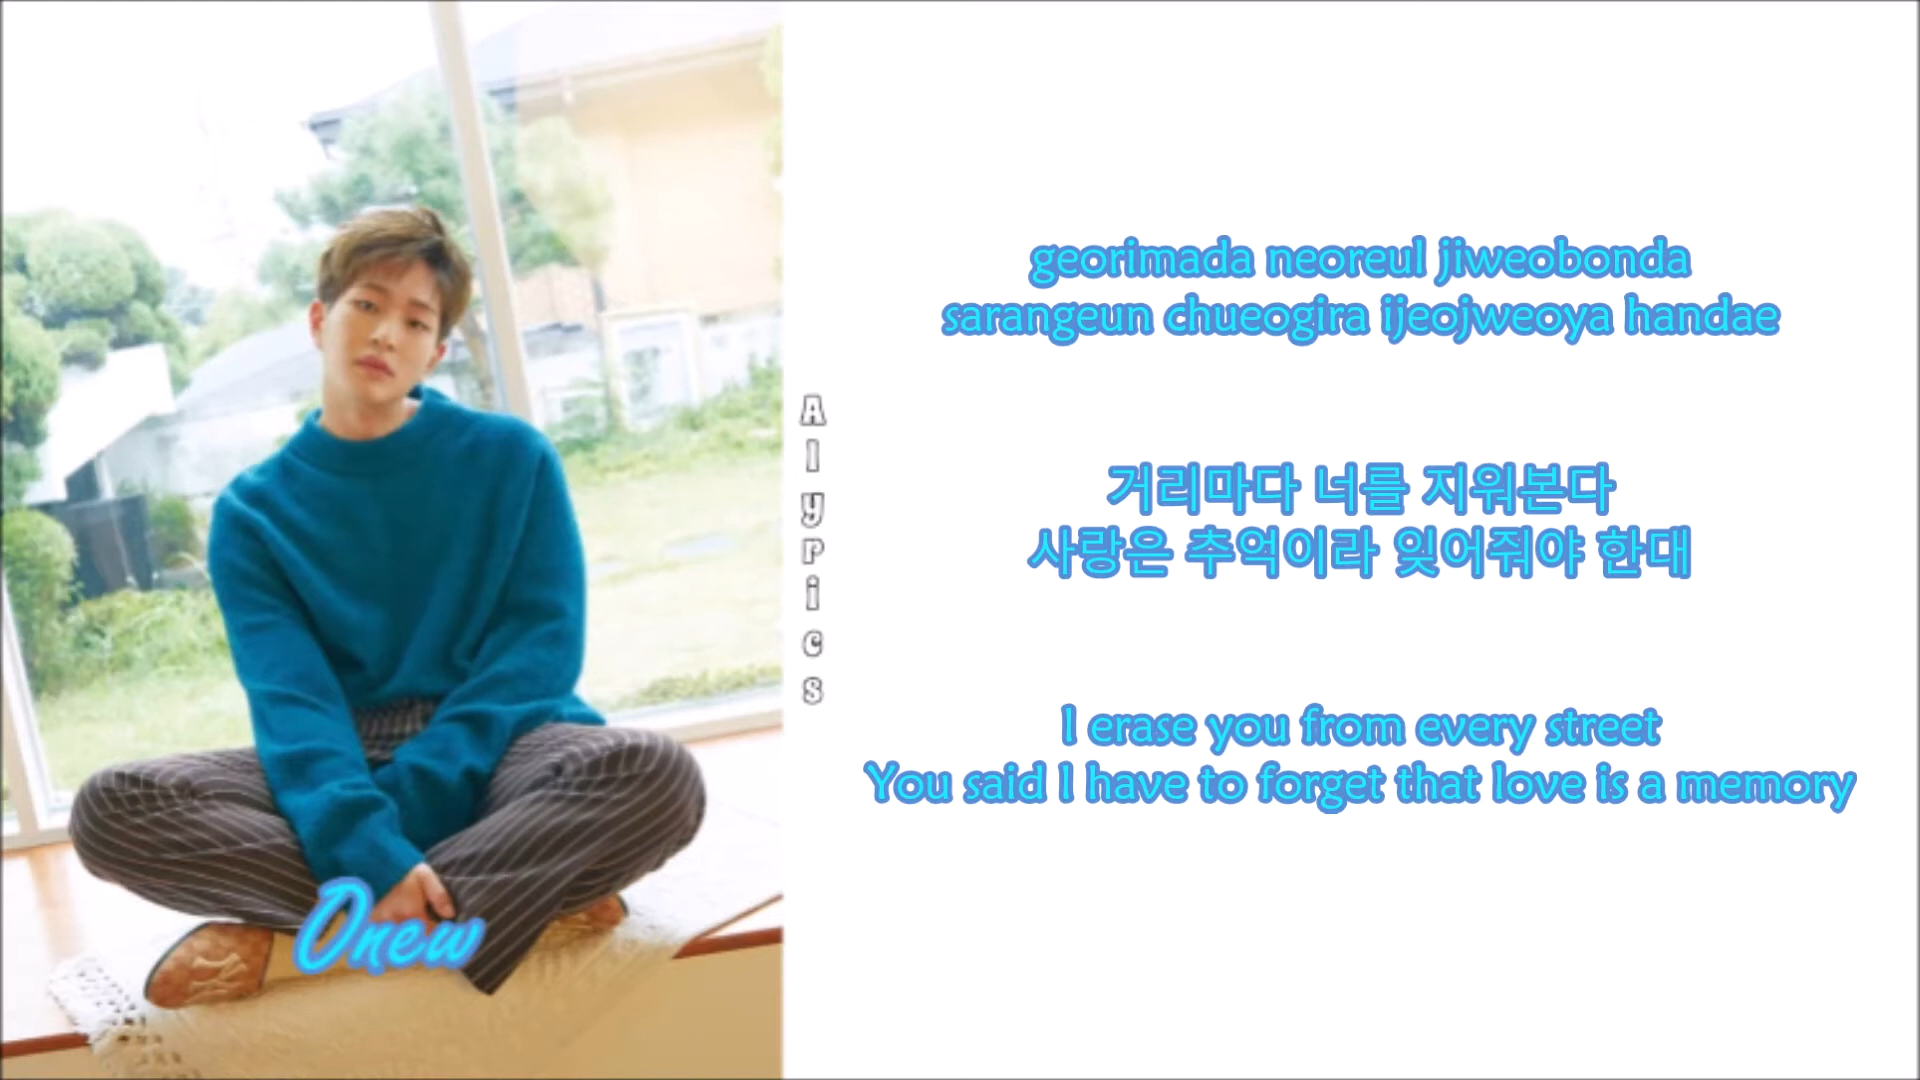 georimada neoreul jiweobonda
sarangeun chueogira ijeojweoya handae
Alyrics
거리마다 너를 지워본다
사랑은 추억이라 잊어줘야 한대
I erase you from every street
You said I have to forget that love is a memory
Onew